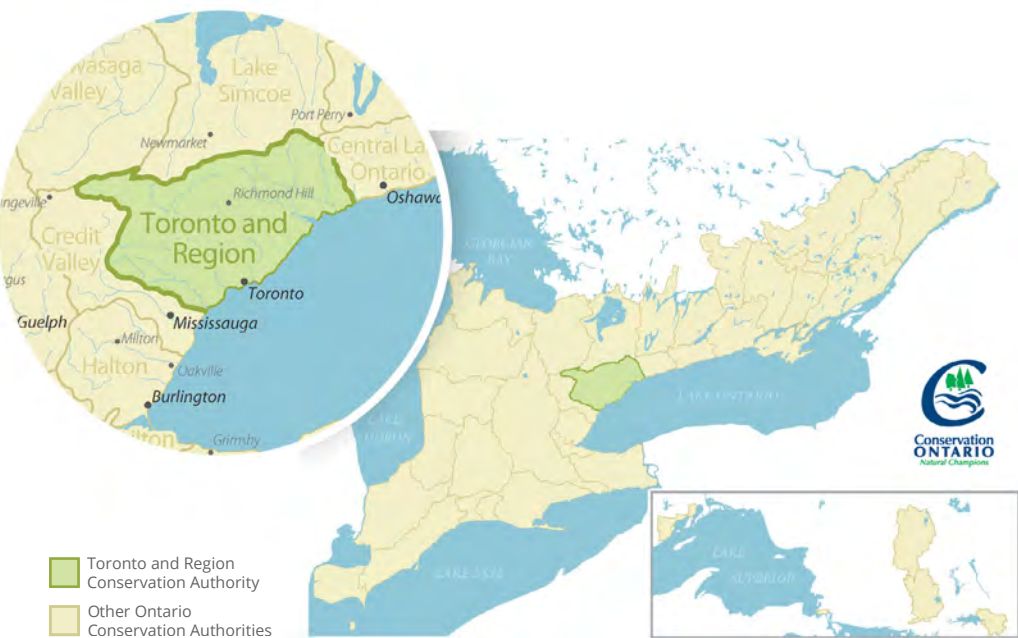 Lake
Simcoe
Valley
Port Perry
Newmarket
Central La
Ontario
Richmond Hill
Oshawa
Toronto and
Region
Credit
Valley
Toronto
Guelph
Mississauga
Milton
Halton
Oakville
Burlington
Grimsby
GEORGIAN
BAY
LAKE
HURON
LAKE ONTARIO
LAKE ERIE
LAKE
SUPERIOR
Conservation
ONTARIO
Natural Champions
Toronto and Region
Conservation Authority
Other Ontario
Conservation Authorities